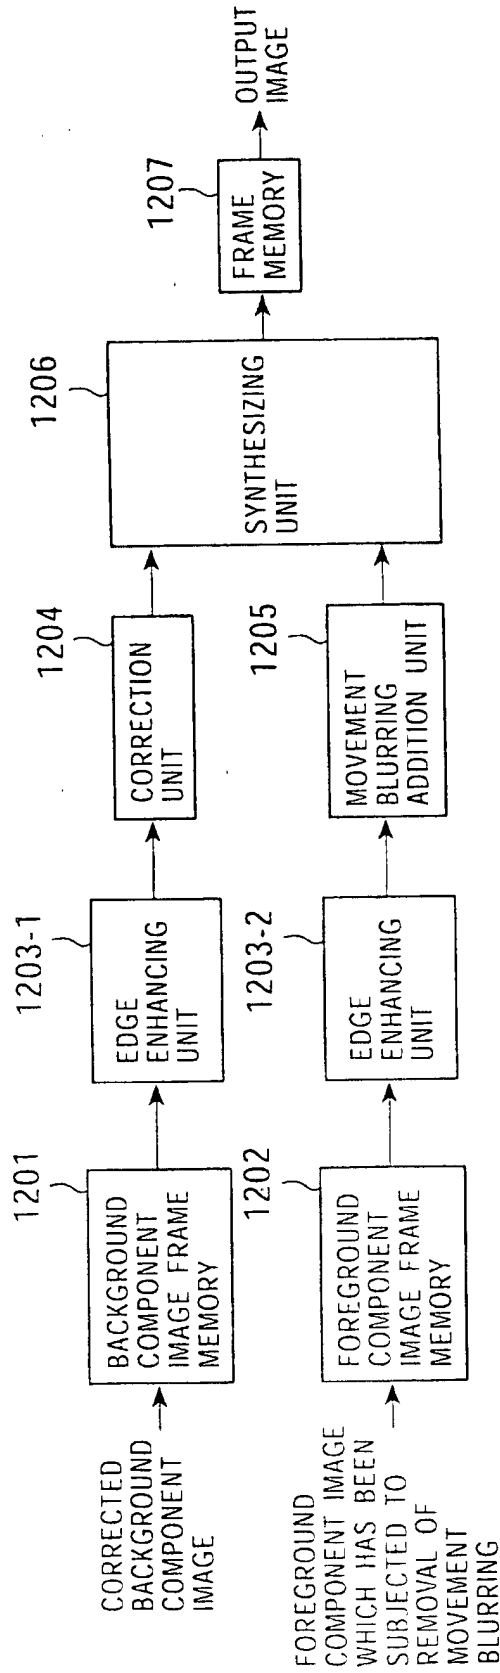 CORRECTED
BACKGROUND
COMPONENT
IMAGE
1201
BACKGROUND
COMPONENT
IMAGE FRAME
MEMORY
1203-1
EDGE
ENHANCING
UNIT
1204
CORRECTION
UNIT
FOREGROUND
COMPONENT IMAGE
WHICH HAS BEEN
SUBJECTED TO
REMOVAL OF
MOVEMENT
BLURRING
1202
FOREGROUND
COMPONENT
IMAGE FRAME
MEMORY
1203-2
EDGE
ENHANCING
UNIT
1205
MOVEMENT
BLURRING
ADDITION UNIT
1206
SYNTHESIZING
UNIT
1207
FRAME
MEMORY
OUTPUT
IMAGE